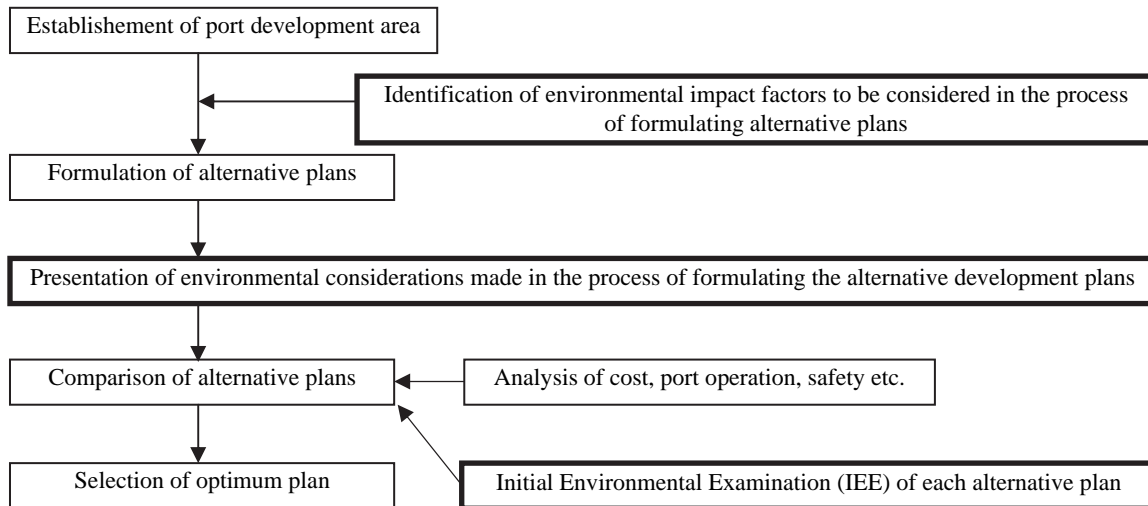 Establishement of port development area
Identification of environmental impact factors to be considered in the process
of formulating alternative plans
Formulation of alternative plans
Presentation of environmental considerations made in the process of formulating the alternative development plans
Comparison of alternative plans
Analysis of cost, port operation, safety etc.
Selection of optimum plan
Initial Environmental Examination (IEE) of each alternative plan